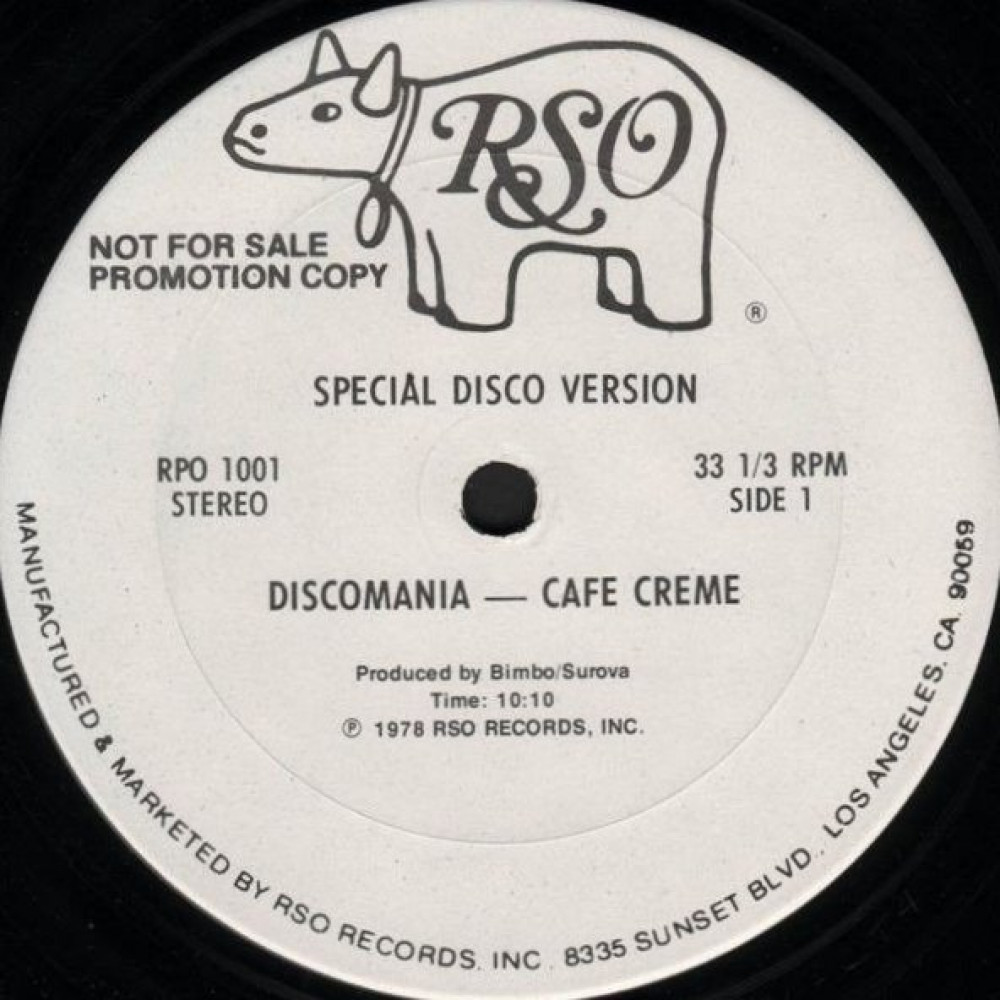 RSO
NOT FOR SALE
PROMOTION COPY
®
SPECIAL DISCO VERSION
RPO 1001
STEREO
33 1/3 RPM
SIDE 1
DISCOMANIA — CAFE CREME
Produced by Bimbo/Surova
Time: 10:10
℗ 1978 RSO RECORDS, INC.
MANUFACTURED & MARKETED BY RSO RECORDS, INC. 8335 SUNSET BLVD., LOS ANGELES, CA. 90059